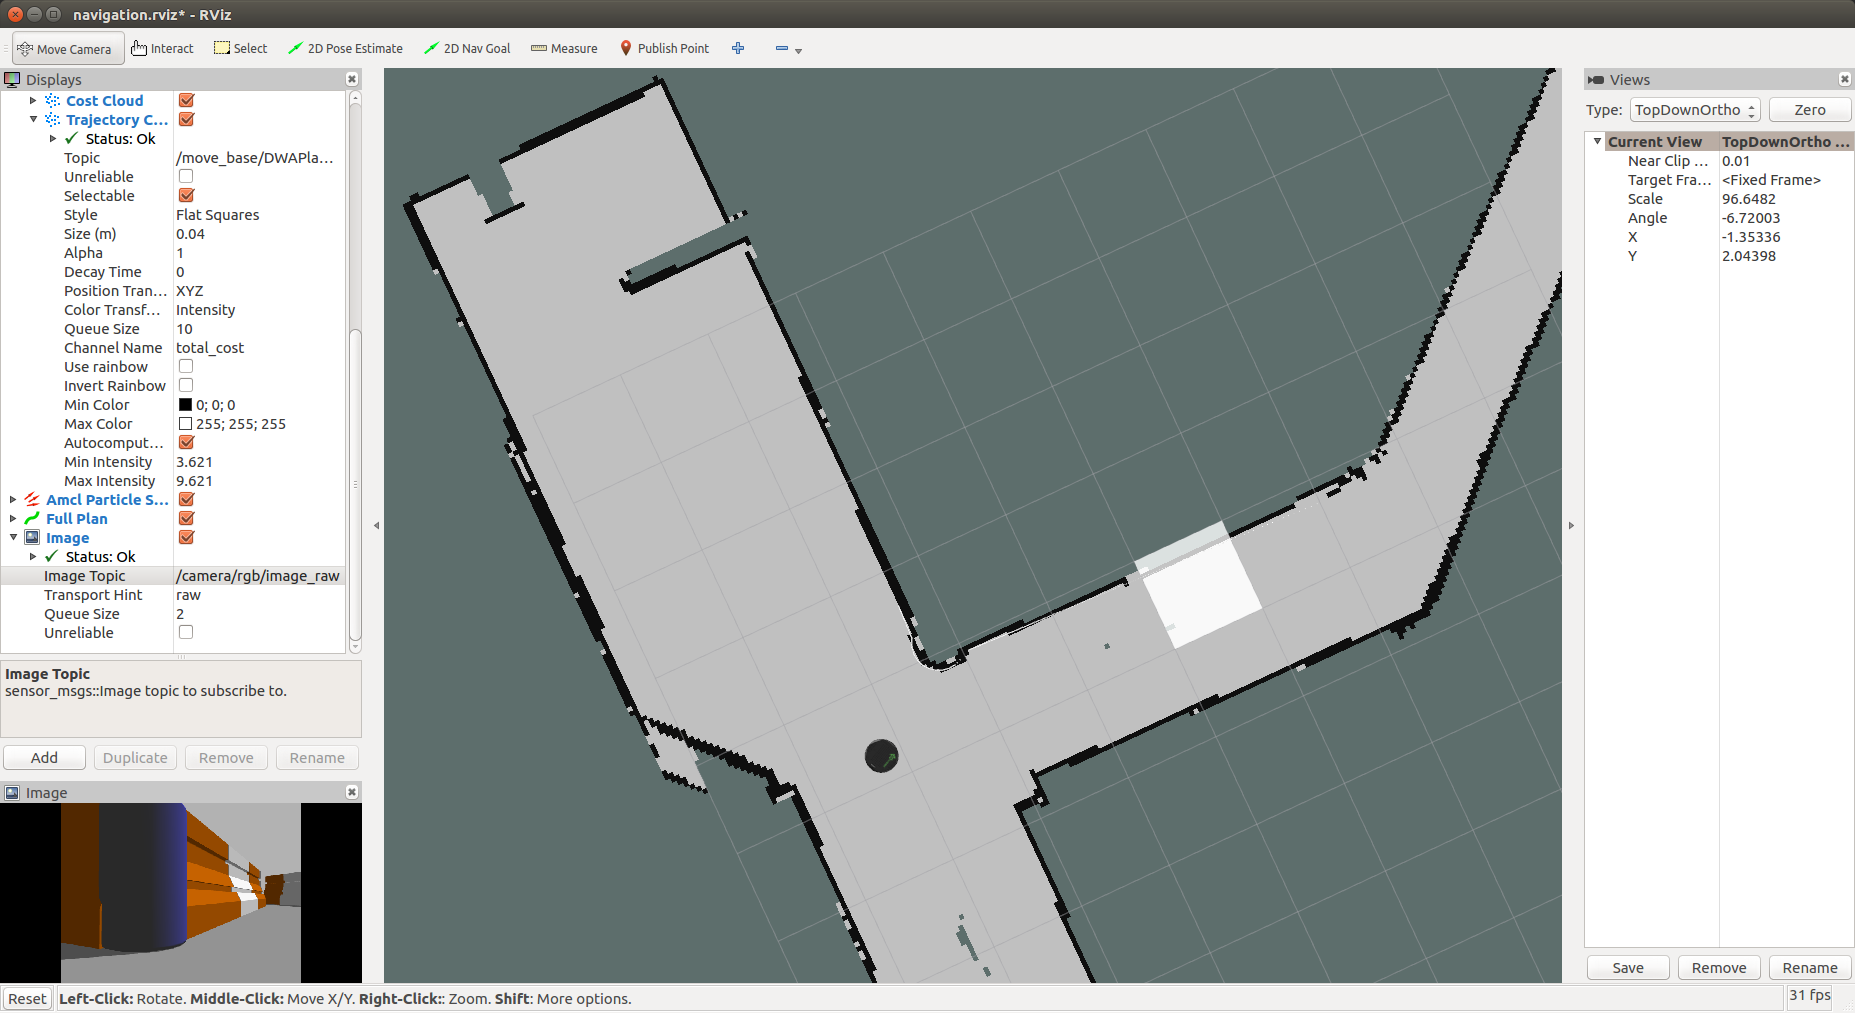 navigation.rviz* - RViz
Move Camera Interact Select 2D Pose Estimate 2D Nav Goal Measure Publish Point
Displays
Cost Cloud
Trajectory C...
Status: Ok
Topic /move_base/DWAPla...
Unreliable
Selectable
Style Flat Squares
Size (m) 0.04
Alpha 1
Decay Time 0
Position Tran... XYZ
Color Transf... Intensity
Queue Size 10
Channel Name total_cost
Use rainbow
Invert Rainbow
Min Color 0; 0; 0
Max Color 255; 255; 255
Autocomput...
Min Intensity 3.621
Max Intensity 9.621
Amcl Particle S...
Full Plan
Image
Status: Ok
Image Topic /camera/rgb/image_raw
Transport Hint raw
Queue Size 2
Unreliable
Image Topic
sensor_msgs::Image topic to subscribe to.
Add Duplicate Remove Rename
Image
Views
Type: TopDownOrtho Zero
Current View TopDownOrtho ...
Near Clip ... 0.01
Target Fra... <Fixed Frame>
Scale 96.6482
Angle -6.72003
X -1.35336
Y 2.04398
Save Remove Rename
Reset Left-Click: Rotate. Middle-Click: Move X/Y. Right-Click:: Zoom. Shift: More options. 31 fps